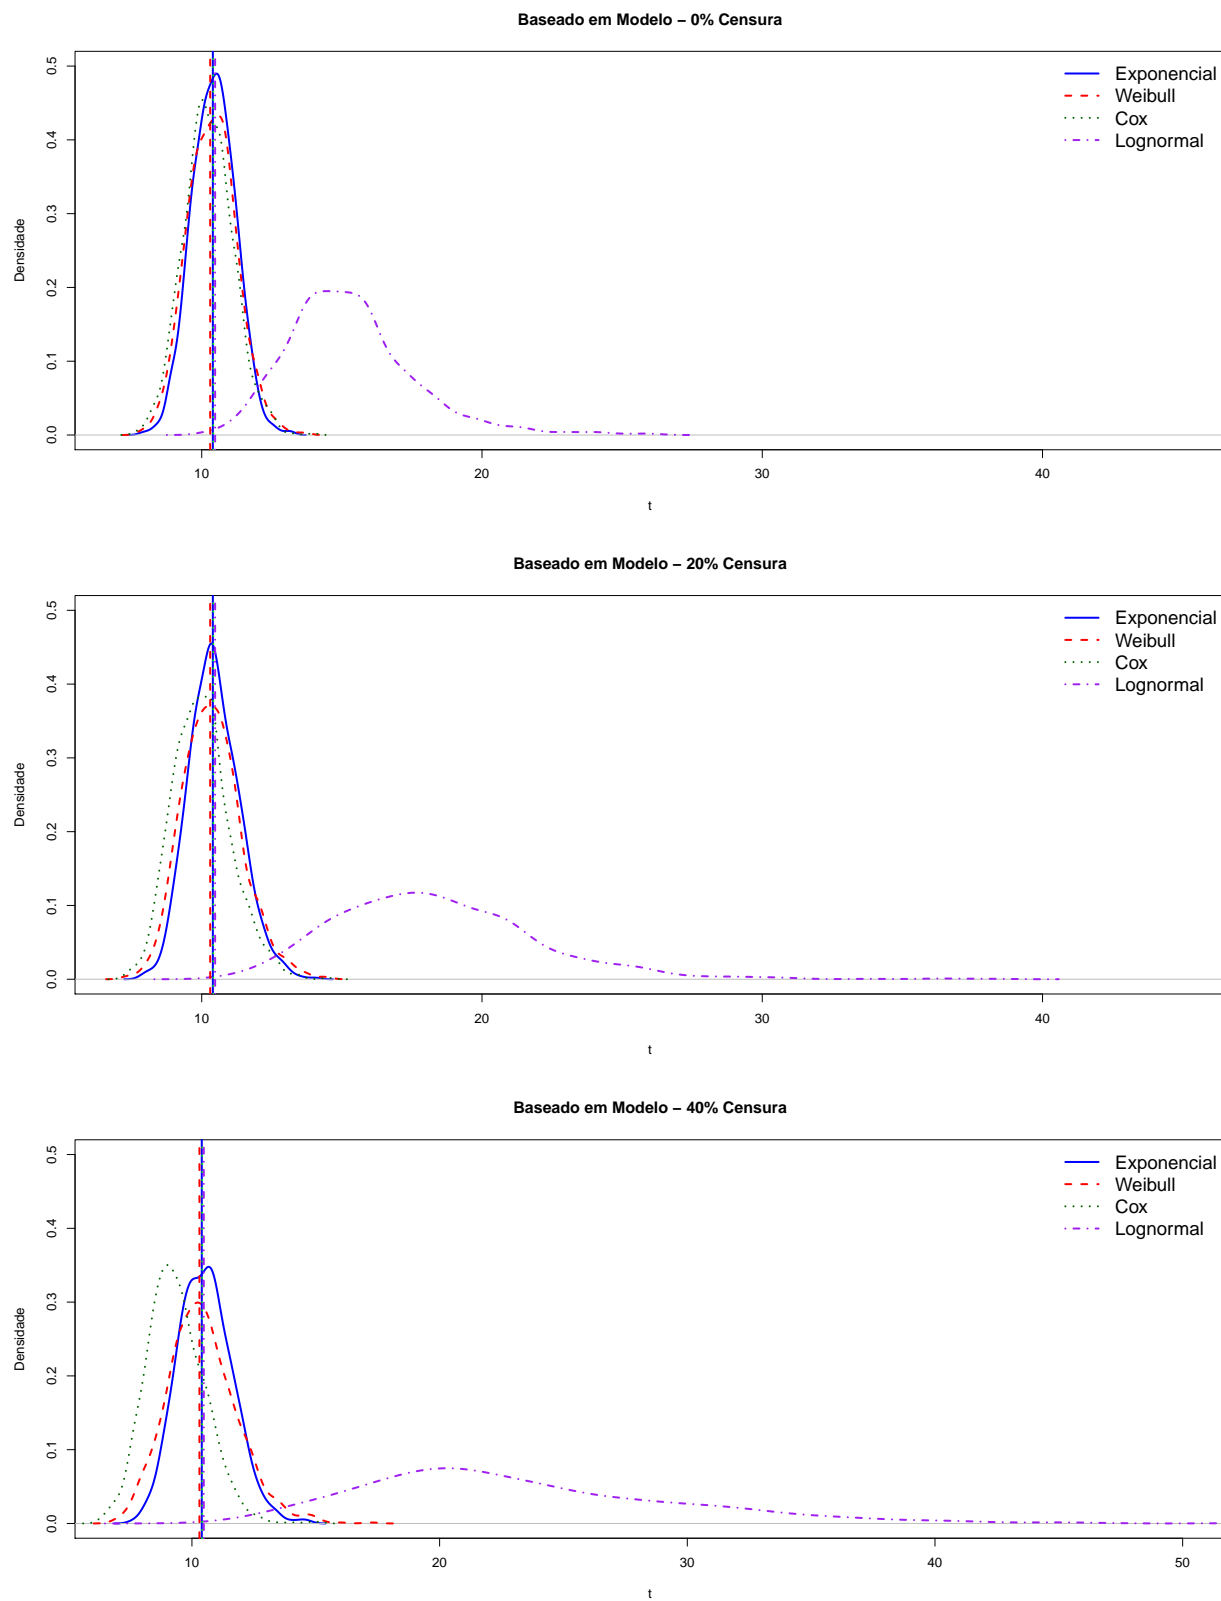 Baseado em Modelo – 0% Censura
0.5
0.4
0.3
0.2
0.1
0.0
Densidade
Exponencial
Weibull
Cox
Lognormal
10 20 30 40
t
Baseado em Modelo – 20% Censura
0.5
0.4
0.3
0.2
0.1
0.0
Densidade
Exponencial
Weibull
Cox
Lognormal
10 20 30 40
t
Baseado em Modelo – 40% Censura
0.5
0.4
0.3
0.2
0.1
0.0
Densidade
Exponencial
Weibull
Cox
Lognormal
10 20 30 40 50
t